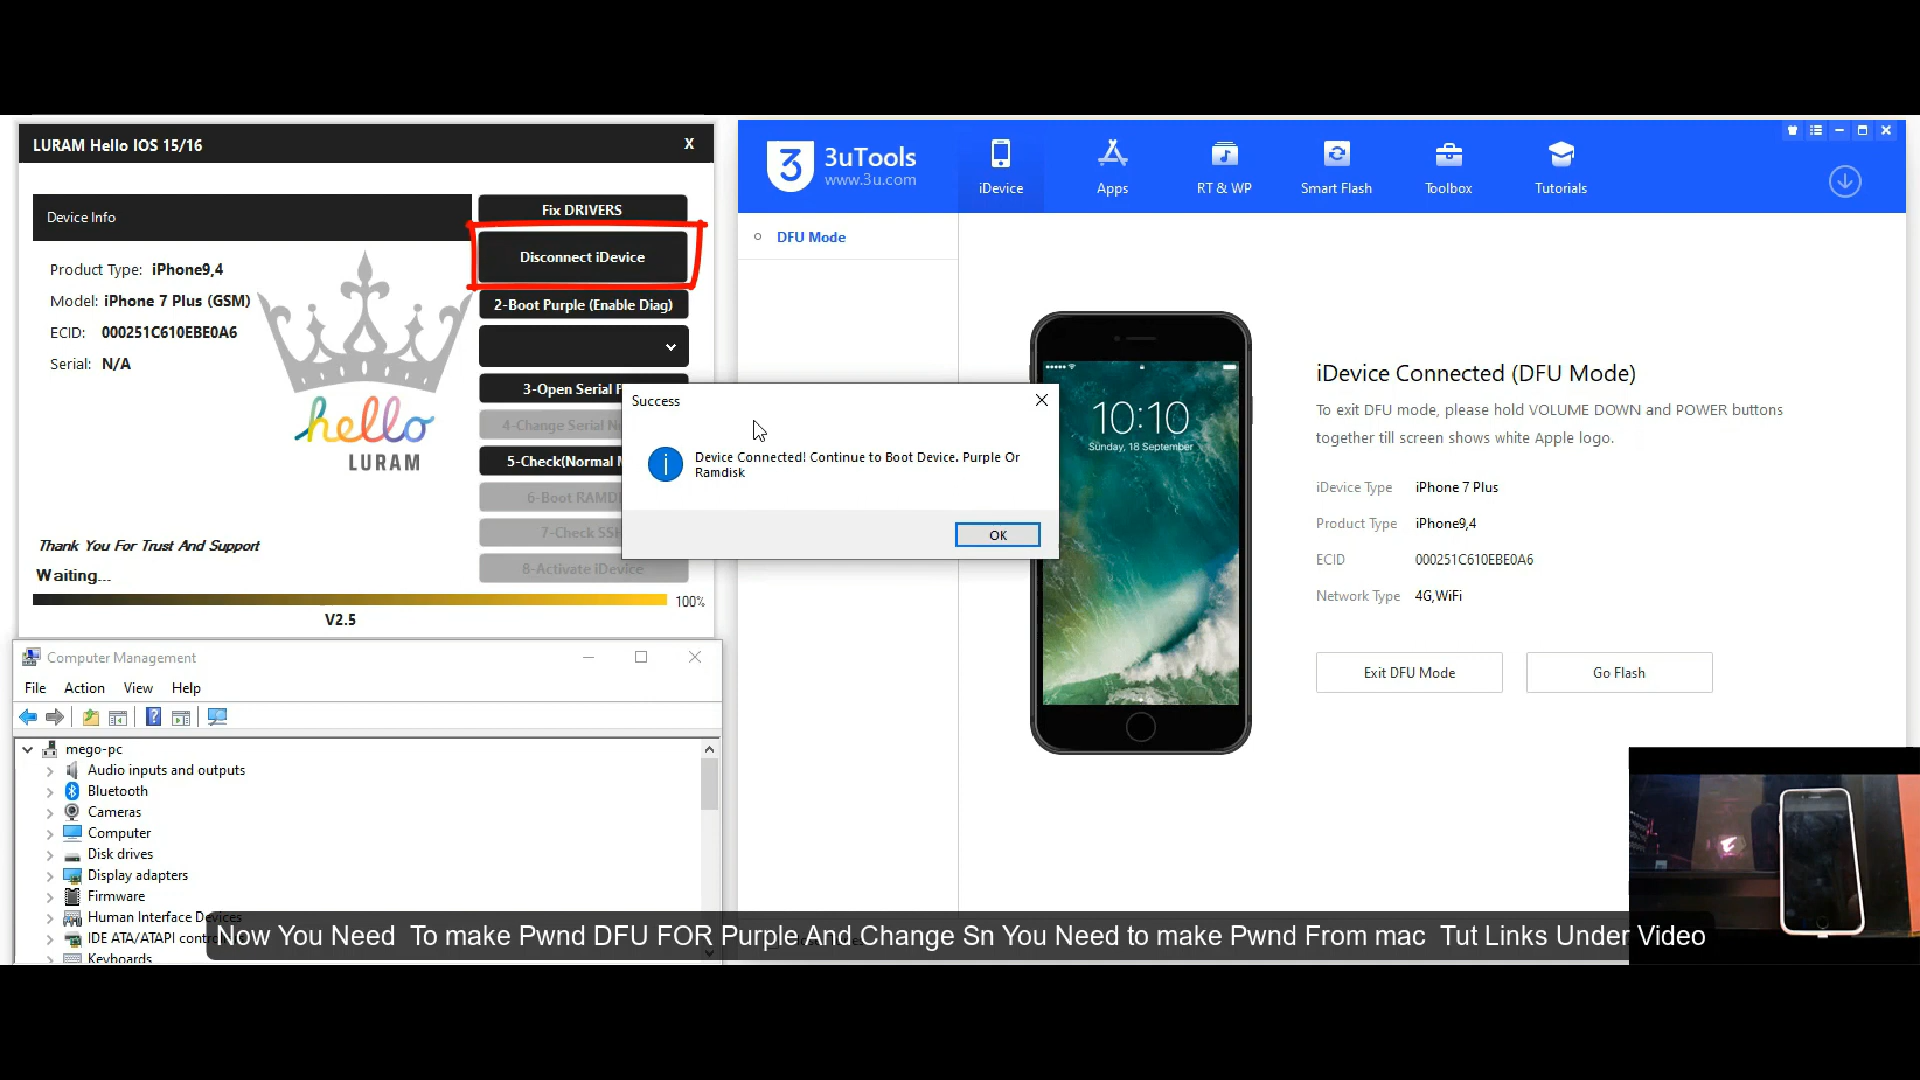 LURAM Hello IOS 15/16
X
Device Info
Product Type: iPhone9,4
Model: iPhone 7 Plus (GSM)
ECID: 000251C610EBE0A6
Serial: N/A
hello
LURAM
Thank You For Trust And Support
Waiting...
100%
V2.5
Fix DRIVERS
Disconnect iDevice
2-Boot Purple (Enable Diag)
3-Open Serial
4-Change Serial
5-Check(Normal
6-Boot
7-Check
8-Activate iDevice
Success
Device Connected! Continue to Boot Device. Purple Or
Ramdisk
OK
3uTools
www.3u.com
iDevice
Apps
RT & WP
Smart Flash
Toolbox
Tutorials
DFU Mode
10:10
Sunday, 18 September
iDevice Connected (DFU Mode)
To exit DFU mode, please hold VOLUME DOWN and POWER buttons
together till screen shows white Apple logo.
iDevice Type iPhone 7 Plus
Product Type iPhone9,4
ECID 000251C610EBE0A6
Network Type 4G,WiFi
Exit DFU Mode
Go Flash
Computer Management
File Action View Help
mego-pc
Audio inputs and outputs
Bluetooth
Cameras
Computer
Disk drives
Display adapters
Firmware
Human Interface Devices
IDE ATA/ATAPI
Keyboards
Now You Need To make Pwnd DFU FOR Purple And Change Sn You Need to make Pwnd From mac Tut Links Under Video